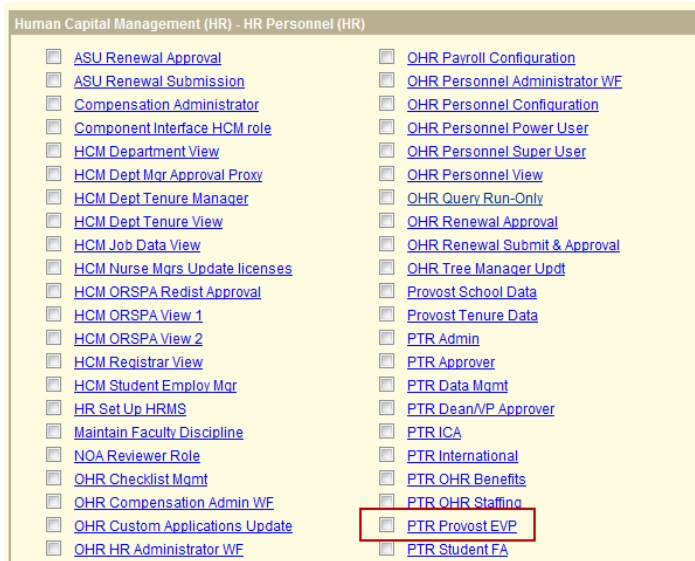 Human Capital Management (HR) - HR Personnel (HR)
ASU Renewal Approval
ASU Renewal Submission
Compensation Administrator
Component Interface HCM role
HCM Department View
HCM Dept Mgr Approval Proxy
HCM Dept Tenure Manager
HCM Dept Tenure View
HCM Job Data View
HCM Nurse Mgrs Update licenses
HCM ORSPA Redist Approval
HCM ORSPA View 1
HCM ORSPA View 2
HCM Registrar View
HCM Student Employ Mgr
HR Set Up HRMS
Maintain Faculty Discipline
NOA Reviewer Role
OHR Checklist Mgmt
OHR Compensation Admin WF
OHR Custom Applications Update
OHR HR Administrator WF
OHR Payroll Configuration
OHR Personnel Administrator WF
OHR Personnel Configuration
OHR Personnel Power User
OHR Personnel Super User
OHR Personnel View
OHR Query Run-Only
OHR Renewal Approval
OHR Renewal Submit & Approval
OHR Tree Manager Updt
Provost School Data
Provost Tenure Data
PTR Admin
PTR Approver
PTR Data Mgmt
PTR Dean/VP Approver
PTR ICA
PTR International
PTR OHR Benefits
PTR OHR Staffing
PTR Provost EVP
PTR Student FA